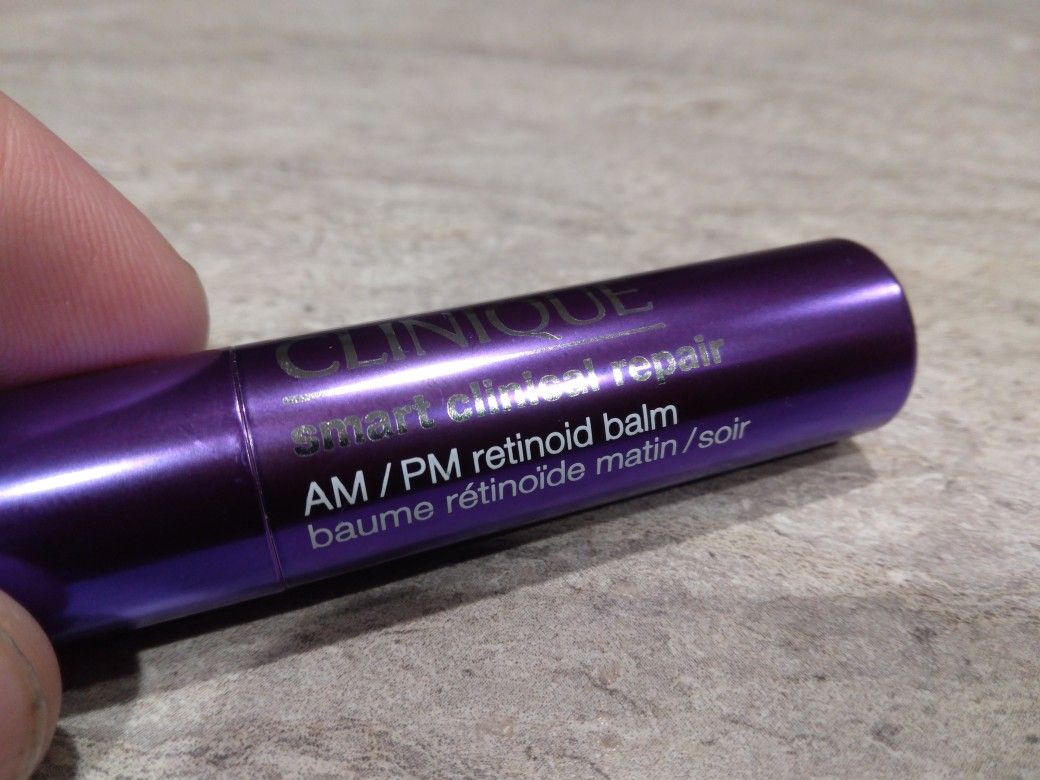 CLINIQUE
smart clinical repair
AM / PM retinoid balm
baume rétinoïde matin / soir